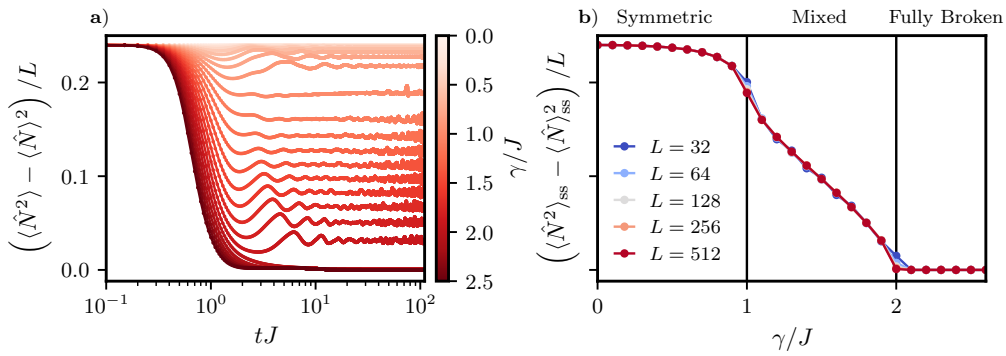 a)
(⟨N̂²⟩ − ⟨N̂⟩²) /L
0.2
0.1
0.0
10⁻¹
10⁰
10¹
10²
tJ
0.0
0.5
1.0
1.5
2.0
2.5
γ/J
b)
Symmetric
Mixed
Fully Broken
(⟨N̂²⟩ss − ⟨N̂⟩²ss) /L
L = 32
L = 64
L = 128
L = 256
L = 512
0
1
2
γ/J